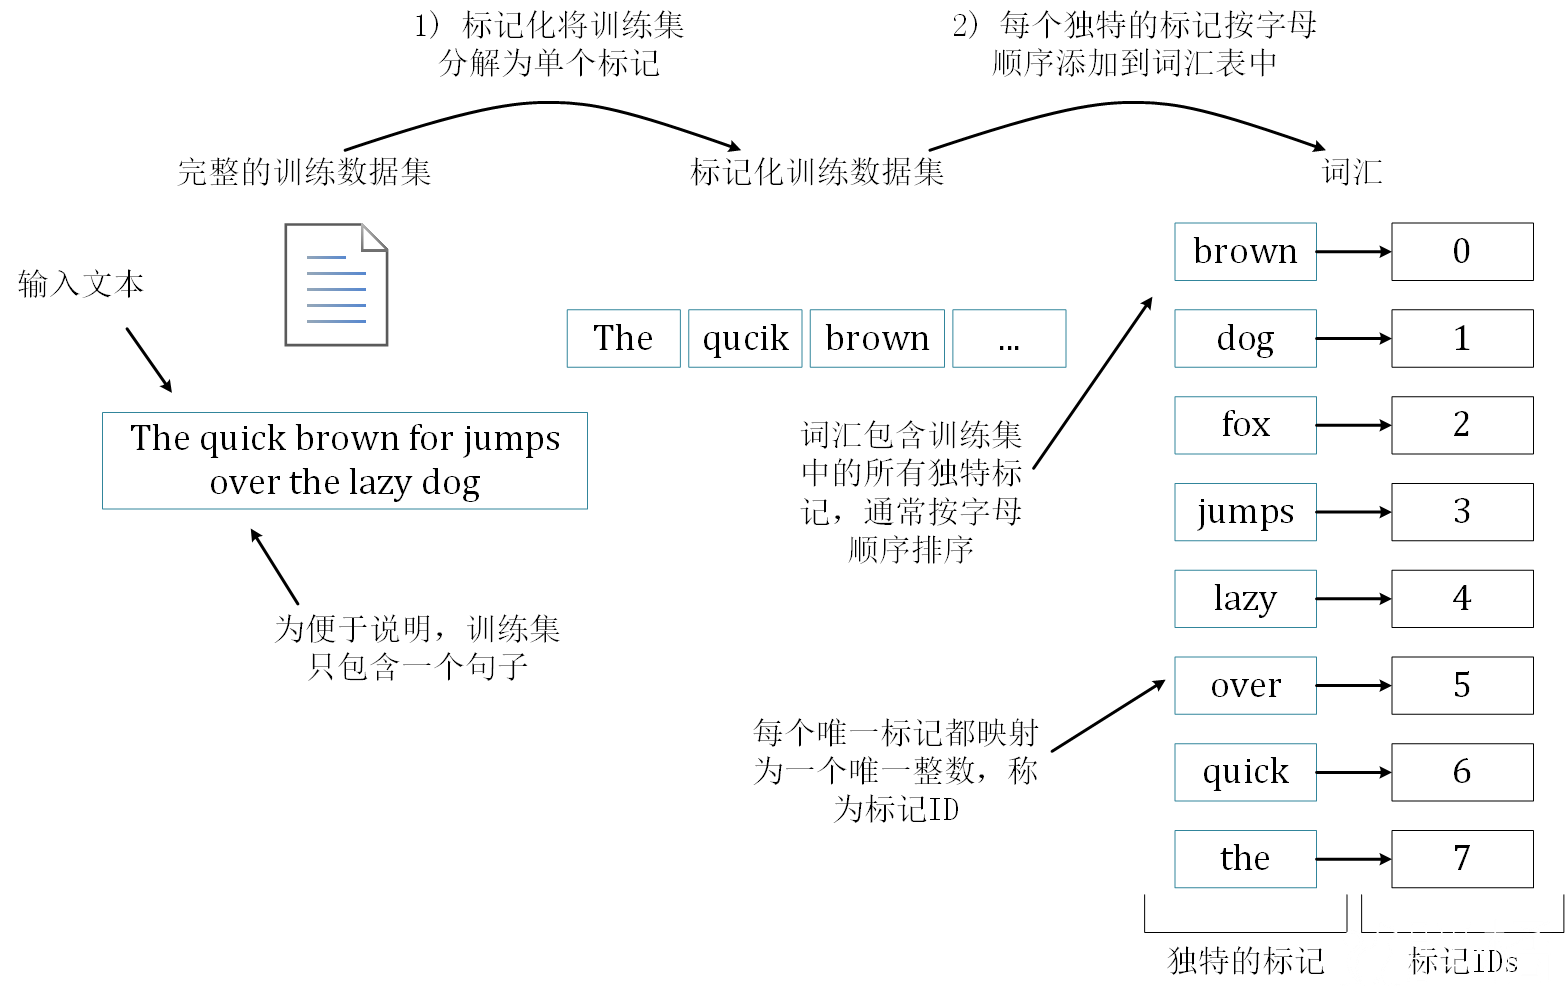 1) 标记化将训练集
分解为单个标记
2) 每个独特的标记按字母
顺序添加到词汇表中
完整的训练数据集
标记化训练数据集
词汇
输入文本
The quick brown for jumps
over the lazy dog
为便于说明，训练集
只包含一个句子
The
qucik
brown
...
词汇包含训练集
中的所有独特标
记，通常按字母
顺序排序
每个唯一标记都映射
为一个唯一整数，称
为标记ID
brown 0
dog 1
fox 2
jumps 3
lazy 4
over 5
quick 6
the 7
独特的标记
标记IDs